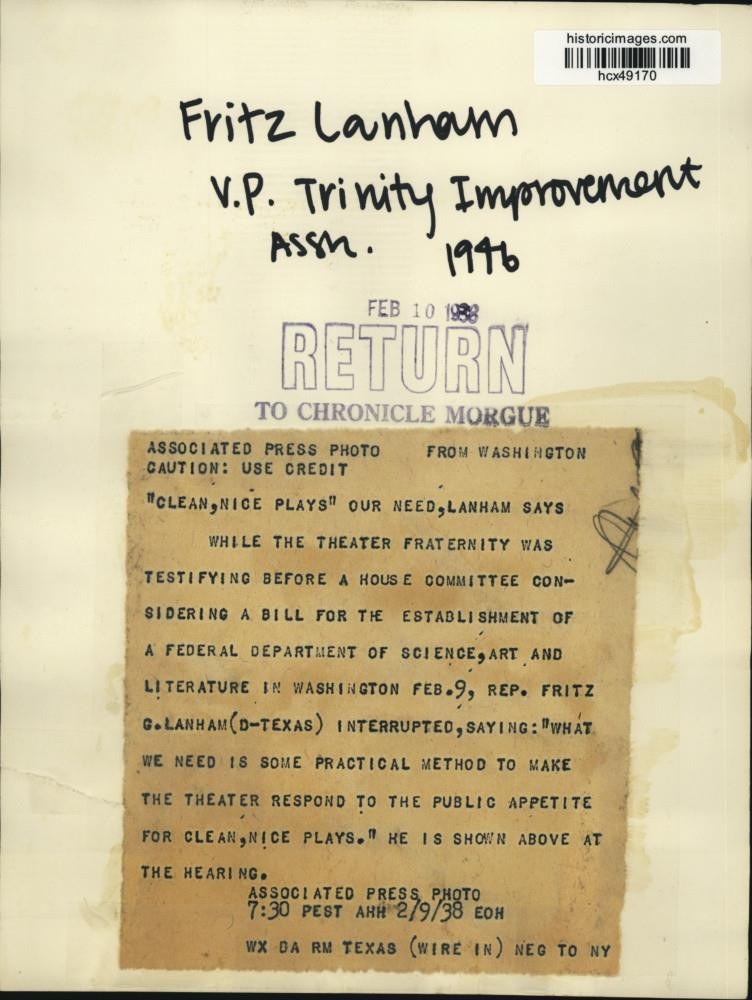 historicimages.com
hcx49170
Fritz Lanham
V.P. Trinity Improvement
Assn. 1946
FEB 10 1938
RETURN
TO CHRONICLE MORGUE
ASSOCIATED PRESS PHOTO FROM WASHINGTON
CAUTION: USE CREDIT
"CLEAN,NICE PLAYS" OUR NEED,LANHAM SAYS
WHILE THE THEATER FRATERNITY WAS
TESTIFYING BEFORE A HOUSE COMMITTEE CON-
SIDERING A BILL FOR THE ESTABLISHMENT OF
A FEDERAL DEPARTMENT OF SCIENCE,ART AND
LITERATURE IN WASHINGTON FEB.9, REP. FRITZ
G.LANHAM(D-TEXAS) INTERRUPTED,SAYING:"WHAT
WE NEED IS SOME PRACTICAL METHOD TO MAKE
THE THEATER RESPOND TO THE PUBLIC APPETITE
FOR CLEAN,NICE PLAYS." HE IS SHOWN ABOVE AT
THE HEARING.
ASSOCIATED PRESS PHOTO
7:30 PEST AHH 2/9/38 EOH
WX DA RM TEXAS (WIRE IN) NEG TO NY